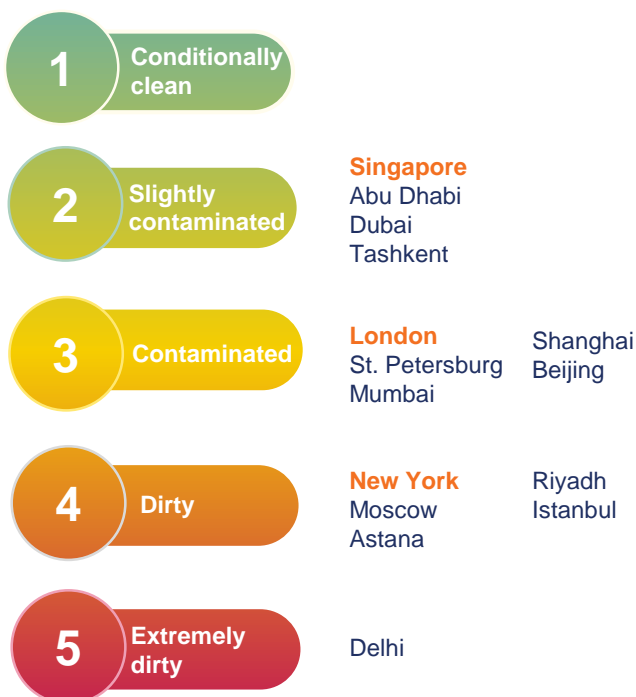 1
Conditionally
clean
2
Slightly
contaminated
Singapore
Abu Dhabi
Dubai
Tashkent
3
Contaminated
London
St. Petersburg
Mumbai
Shanghai
Beijing
4
Dirty
New York
Moscow
Astana
Riyadh
Istanbul
5
Extremely
dirty
Delhi